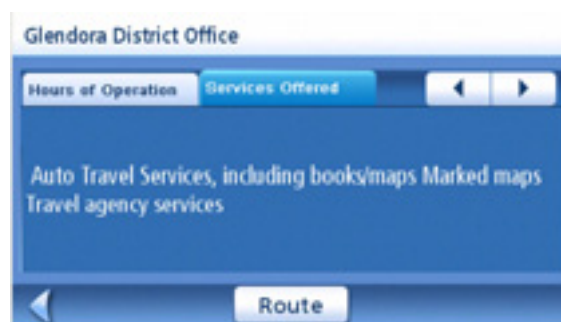 Glendora District Office
Hours of Operation Services Offered
Auto Travel Services, including books/maps Marked maps
Travel agency services
Route